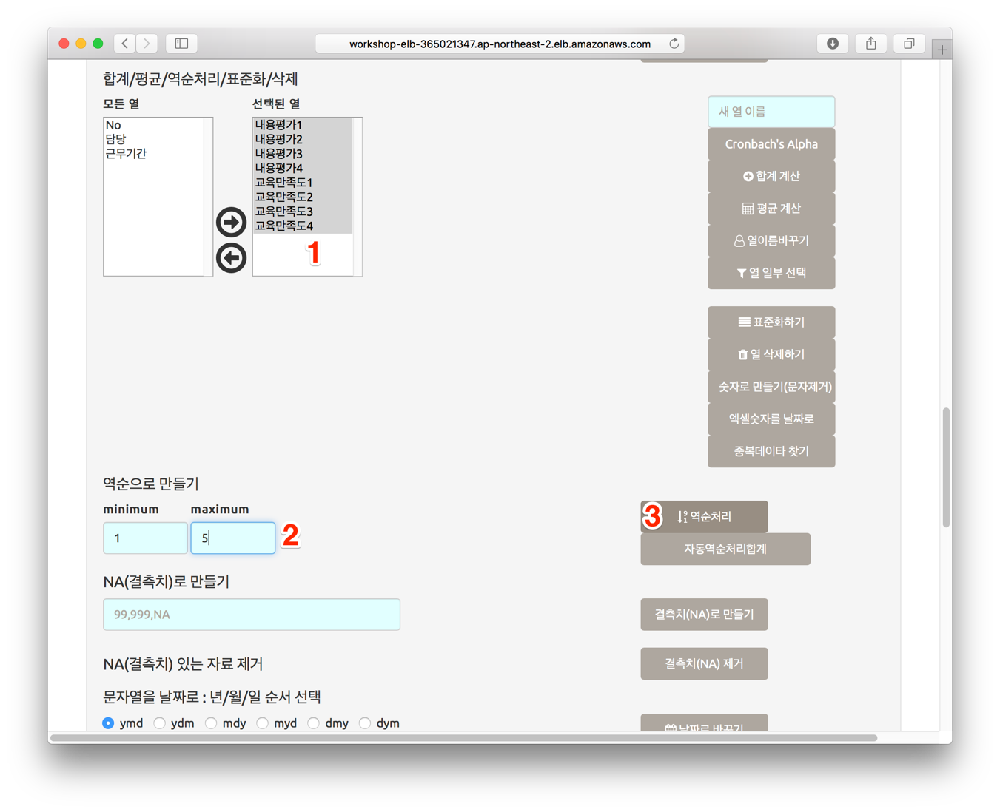 workshop-elb-365021347.ap-northeast-2.elb.amazonaws.com
합계/평균/역순처리/표준화/삭제
모든 열
선택된 열
No
담당
근무기간
내용평가1
내용평가2
내용평가3
내용평가4
교육만족도1
교육만족도2
교육만족도3
교육만족도4
1
새 열 이름
Cronbach's Alpha
합계 계산
평균 계산
열이름바꾸기
열 일부 선택
표준화하기
열 삭제하기
숫자로 만들기(문자제거)
엑셀숫자를 날짜로
중복데이타 찾기
역순으로 만들기
minimum maximum
1 5 2
3 역순처리
자동역순처리합계
NA(결측치)로 만들기
99,999,NA
결측치(NA)로 만들기
NA(결측치) 있는 자료 제거
결측치(NA) 제거
문자열을 날짜로 : 년/월/일 순서 선택
ymd ydm mdy myd dmy dym
날짜로 바꾸기